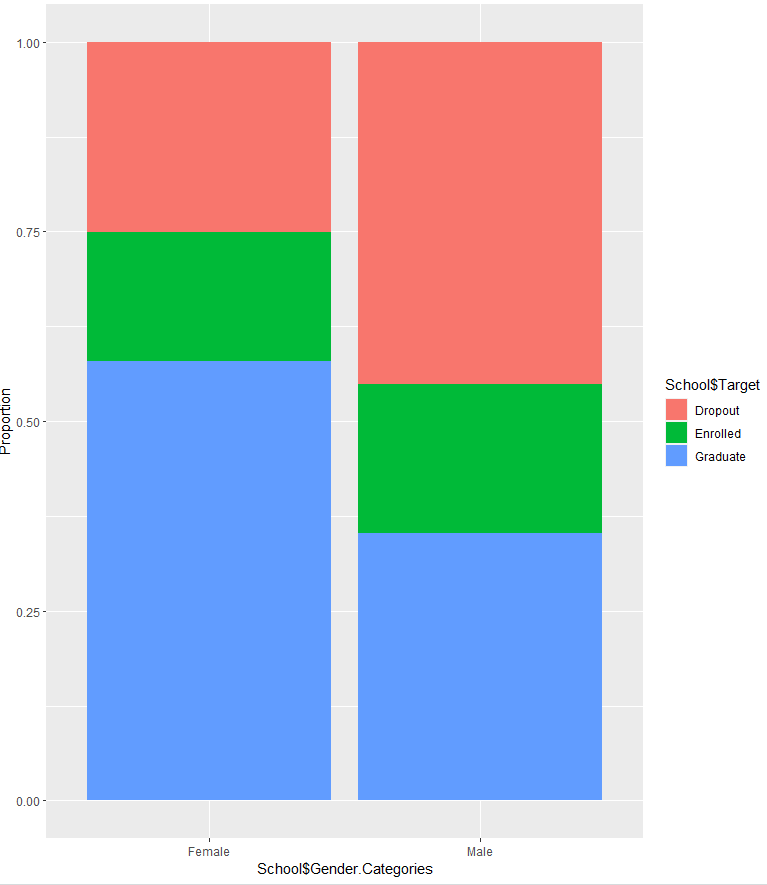 1.00
0.75
0.50
0.25
0.00
Proportion
Female
Male
School$Gender.Categories
School$Target
Dropout
Enrolled
Graduate